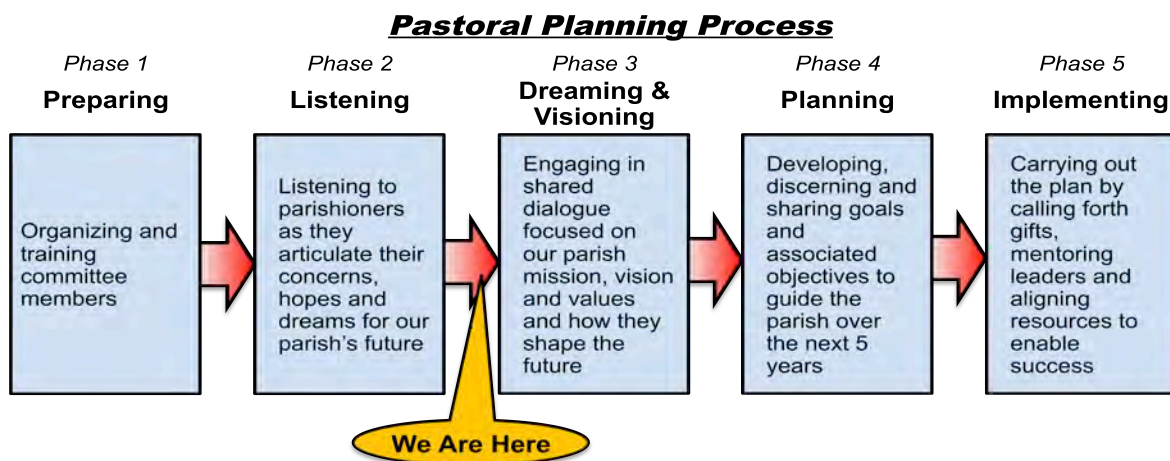 Pastoral Planning Process
Phase 1
Preparing
Organizing and
training
committee
members
Phase 2
Listening
Listening to
parishioners
as they
articulate their
concerns,
hopes and
dreams for our
parish's future
Phase 3
Dreaming &
Visioning
Engaging in
shared
dialogue
focused on
our parish
mission, vision
and values
and how they
shape the
future
Phase 4
Planning
Developing,
discerning and
sharing goals
and
associated
objectives to
guide the
parish over
the next 5
years
Phase 5
Implementing
Carrying out
the plan by
calling forth
gifts,
mentoring
leaders and
aligning
resources to
enable
success
We Are Here